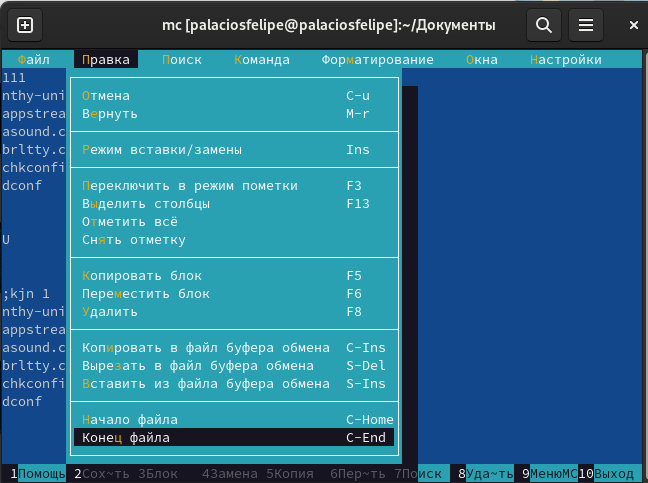 mc [palaciosfelipe@palaciosfelipe]:~/Документы
Файл Правка Поиск Команда Форматирование Окна Настройки
111
nthy-uni
appstrea Отмена C-u
asound.c Вернуть M-r
brltty.c Режим вставки/замены Ins
chkconfi
dconf Переключить в режим пометки F3
Выделить столбцы F13
Отметить всё
U Снять отметку
Копировать блок F5
;kjn 1 Переместить блок F6
nthy-uni Удалить F8
appstrea
asound.c Копировать в файл буфера обмена C-Ins
brltty.c Вырезать в файл буфера обмена S-Del
chkconfi Вставить из файла буфера обмена S-Ins
dconf
Начало файла C-Home
Конец файла C-End
1Помощь 2Сох~ть 3Блок 4Замена 5Копия 6Пер~ть 7Поиск 8Уда~ть 9МенюМС10Выход